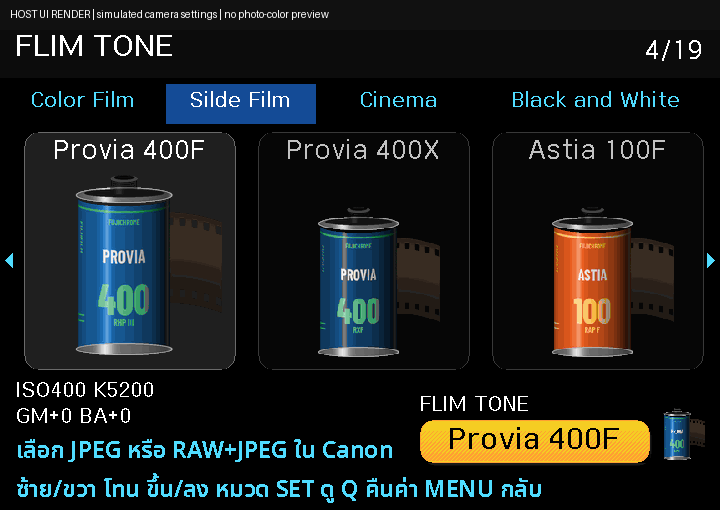 HOST UI RENDER | simulated camera settings | no photo-color preview
FLIM TONE
4/19
Color Film
Silde Film
Cinema
Black and White
Provia 400F
Provia 400X
Astia 100F
FUJICHROME
PROVIA
400
RHP III
FUJICHROME
PROVIA
400
RXP
FUJICHROME
ASTIA
100
RAP F
ISO400 K5200
GM+0 BA+0
FLIM TONE
Provia 400F
เลือก JPEG หรือ RAW+JPEG ใน Canon
ซ้าย/ขวา โทน ขึ้น/ลง หมวด SET ดู Q คืนค่า MENU กลับ